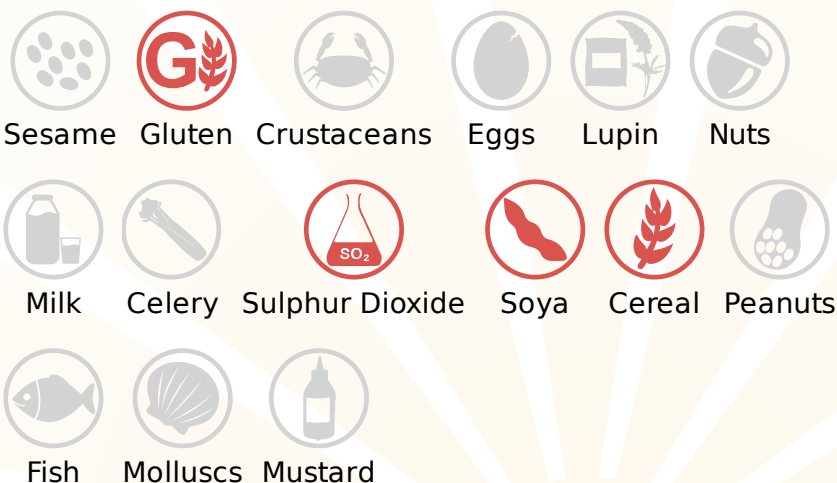 G
Sesame Gluten Crustaceans Eggs Lupin Nuts
SO₂
Milk Celery Sulphur Dioxide Soya Cereal Peanuts
Fish Molluscs Mustard